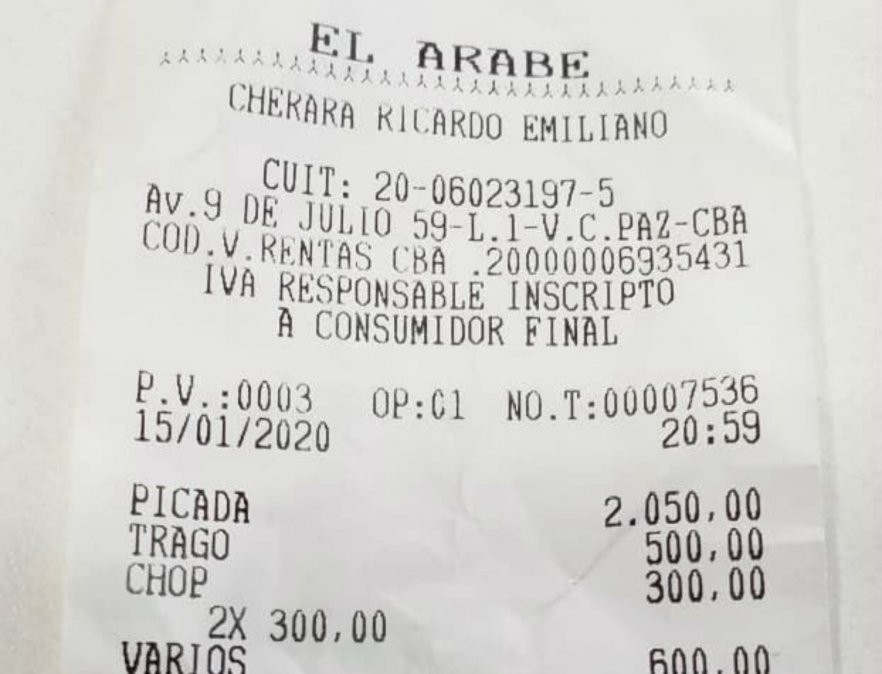 EL ARABE
CHERARA RICARDO EMILIANO
CUIT: 20-06023197-5
Av.9 DE JULIO 59-L.1-V.C.PAZ-CBA
COD.V.RENTAS CBA .20000006935431
IVA RESPONSABLE INSCRIPTO
A CONSUMIDOR FINAL
P.V.:0003 OP:C1 NO.T:00007536
15/01/2020 20:59
PICADA 2.050,00
TRAGO 500,00
CHOP 300,00
2X 300,00
VARIOS 600,00